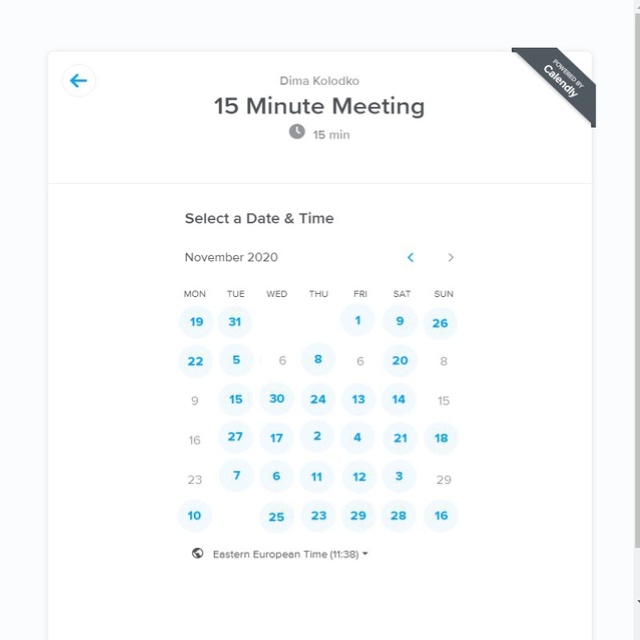 POWERED BY
Calendly
Dima Kolodko
15 Minute Meeting
15 min
Select a Date & Time
November 2020
MON TUE WED THU FRI SAT SUN
19 31 1 9 26
22 5 6 8 6 20 8
9 15 30 24 13 14 15
16 27 17 2 4 21 18
23 7 6 11 12 3 29
10 25 23 29 28 16
Eastern European Time (11:38)